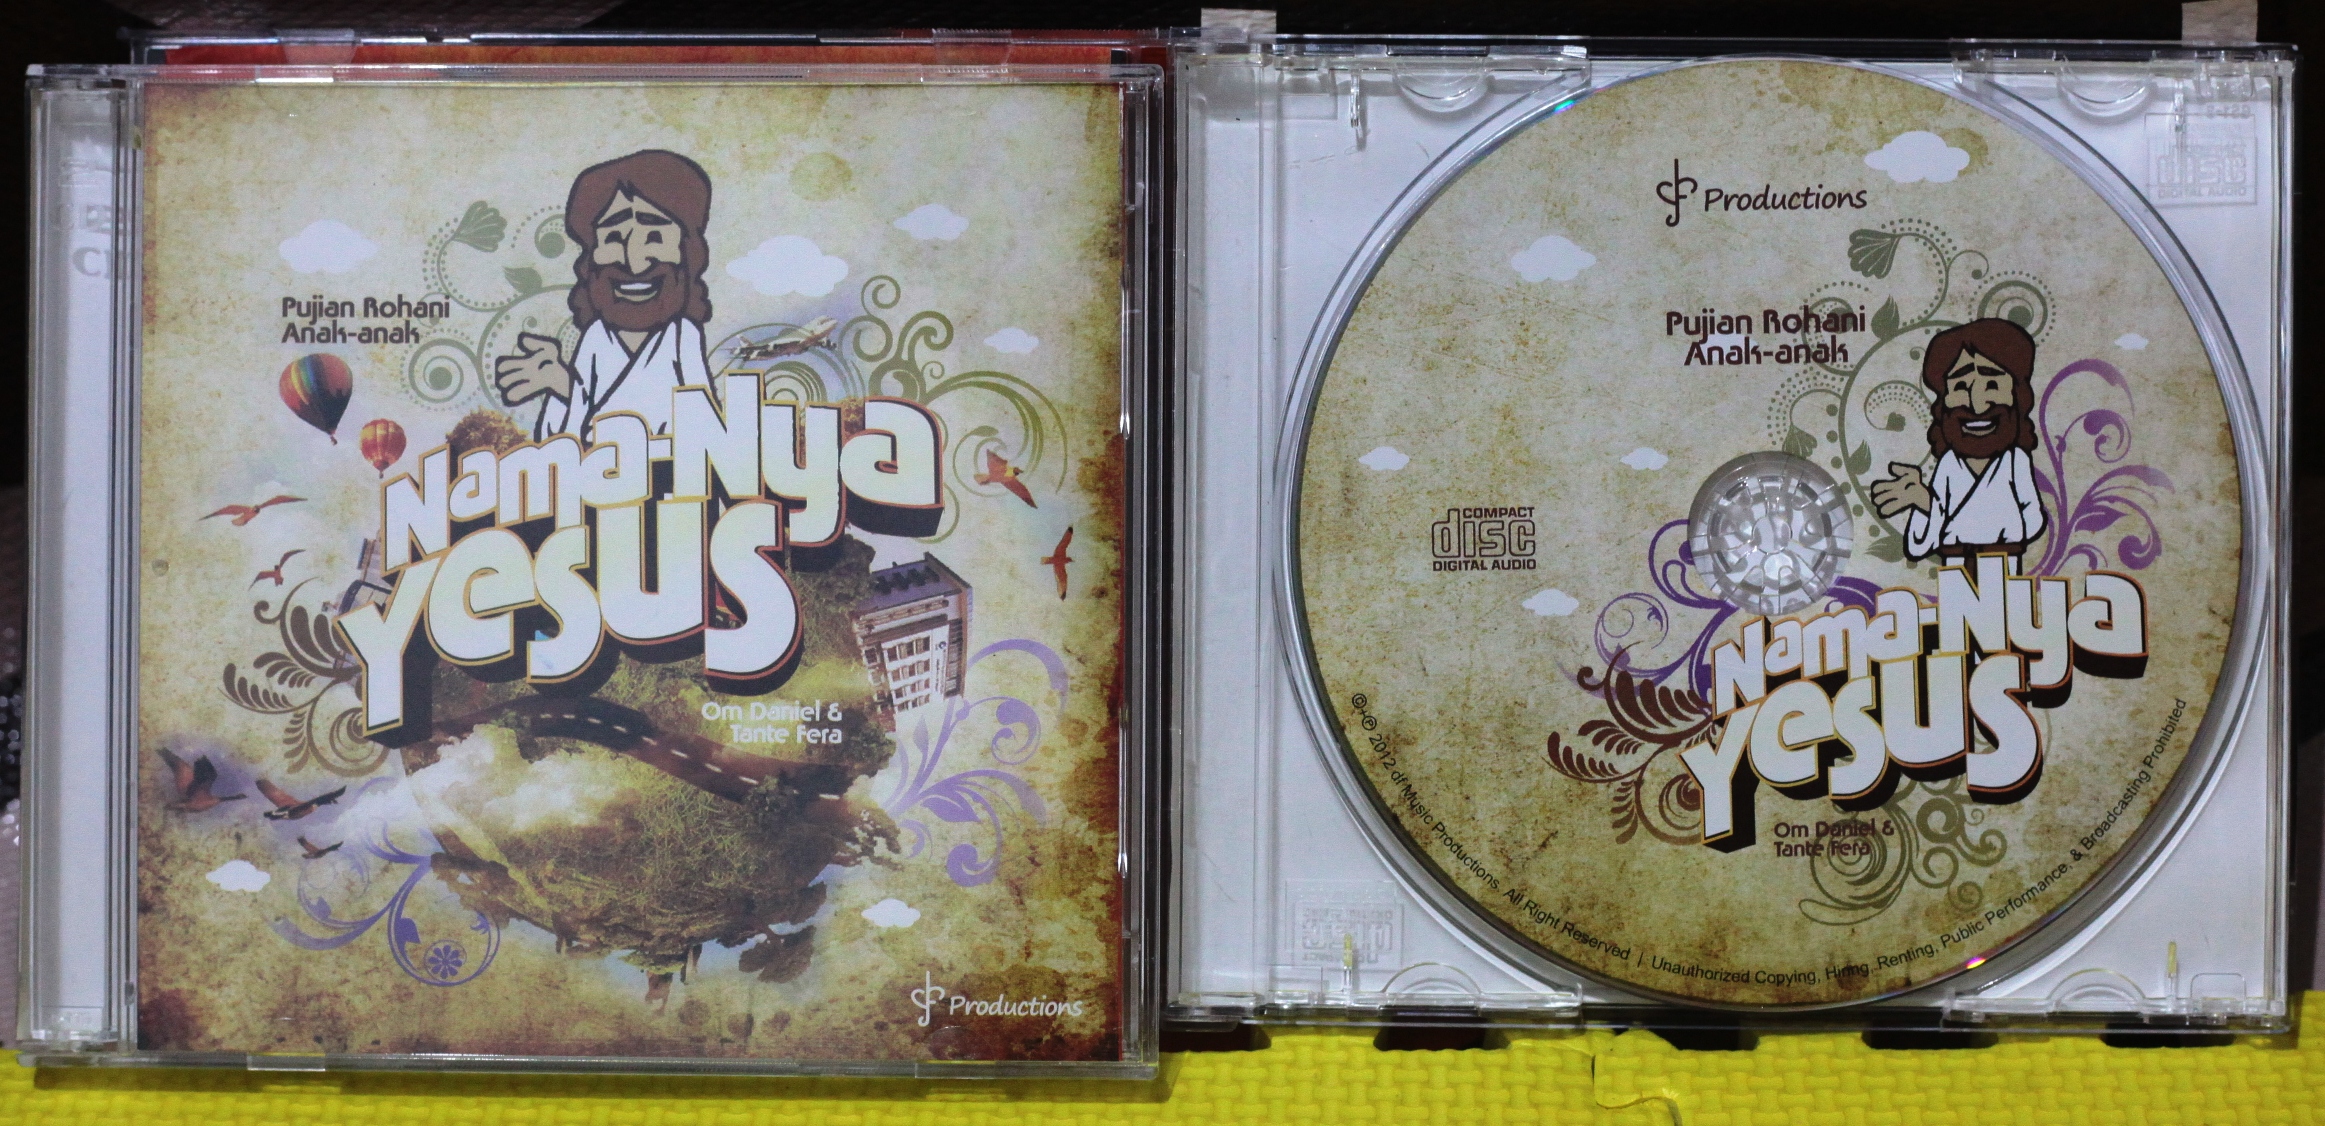 Pujian Rohani
Anak-anak
Nama-Nya
Yesus
Om Daniel &
Tante Fera
df Productions
df Productions
Pujian Rohani
Anak-anak
COMPACT
disc
DIGITAL AUDIO
Nama-Nya
Yesus
Om Daniel &
Tante Fera
©+℗ 2012 df Music Productions. All Right Reserved | Unauthorized Copying, Hiring, Renting, Public Performance, & Broadcasting Prohibited